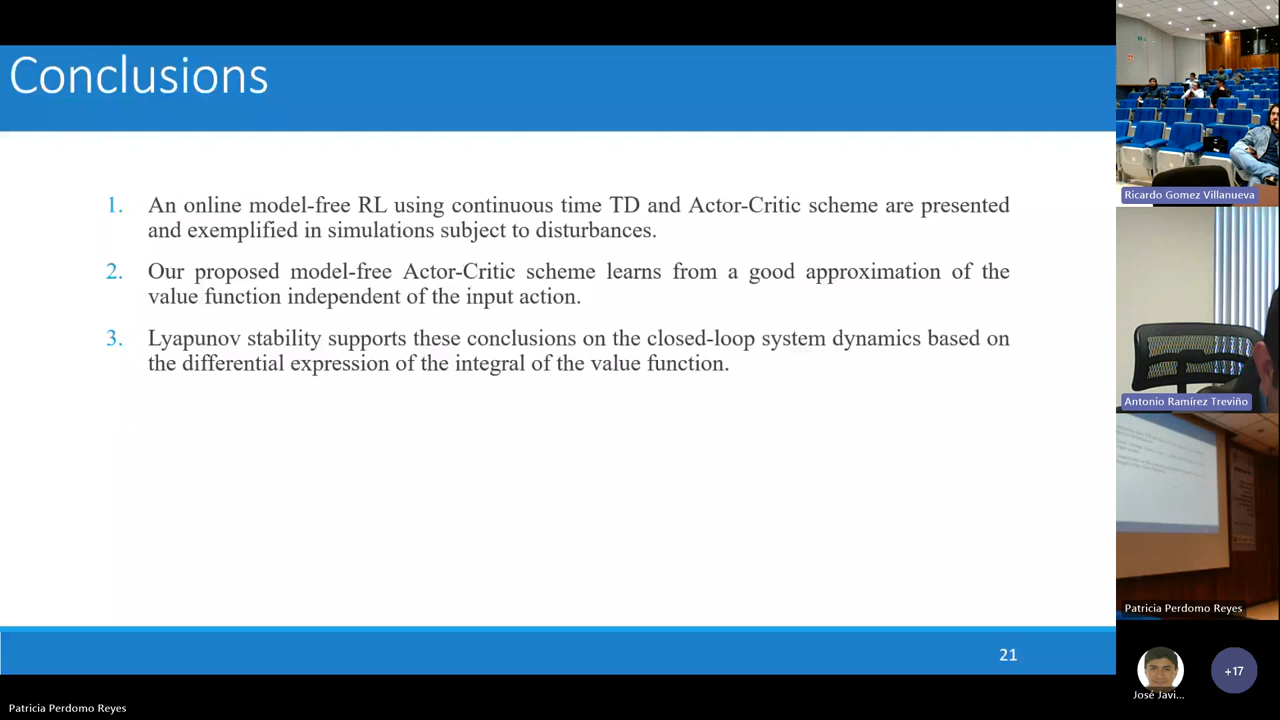 Conclusions
1. An online model-free RL using continuous time TD and Actor-Critic scheme are presented
and exemplified in simulations subject to disturbances.
2. Our proposed model-free Actor-Critic scheme learns from a good approximation of the
value function independent of the input action.
3. Lyapunov stability supports these conclusions on the closed-loop system dynamics based on
the differential expression of the integral of the value function.
21
Patricia Perdomo Reyes
Ricardo Gomez Villanueva
Antonio Ramírez Treviño
Patricia Perdomo Reyes
José Javi...
+17